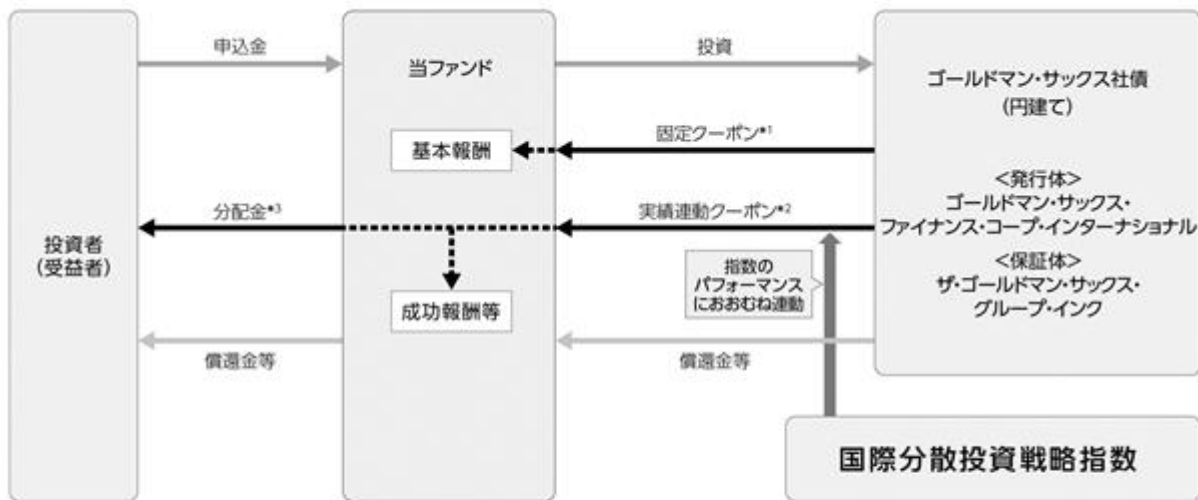 申込金
投資
当ファンド
ゴールドマン・サックス社債
(円建て)
固定クーポン*1
基本報酬
分配金*3
実績連動クーポン*2
<発行体>
ゴールドマン・サックス・
ファイナンス・コープ・インターナショナル
<保証体>
ザ・ゴールドマン・サックス・
グループ・インク
投資者
(受益者)
指数の
パフォーマンス
におおむね連動
成功報酬等
償還金等
償還金等
国際分散投資戦略指数